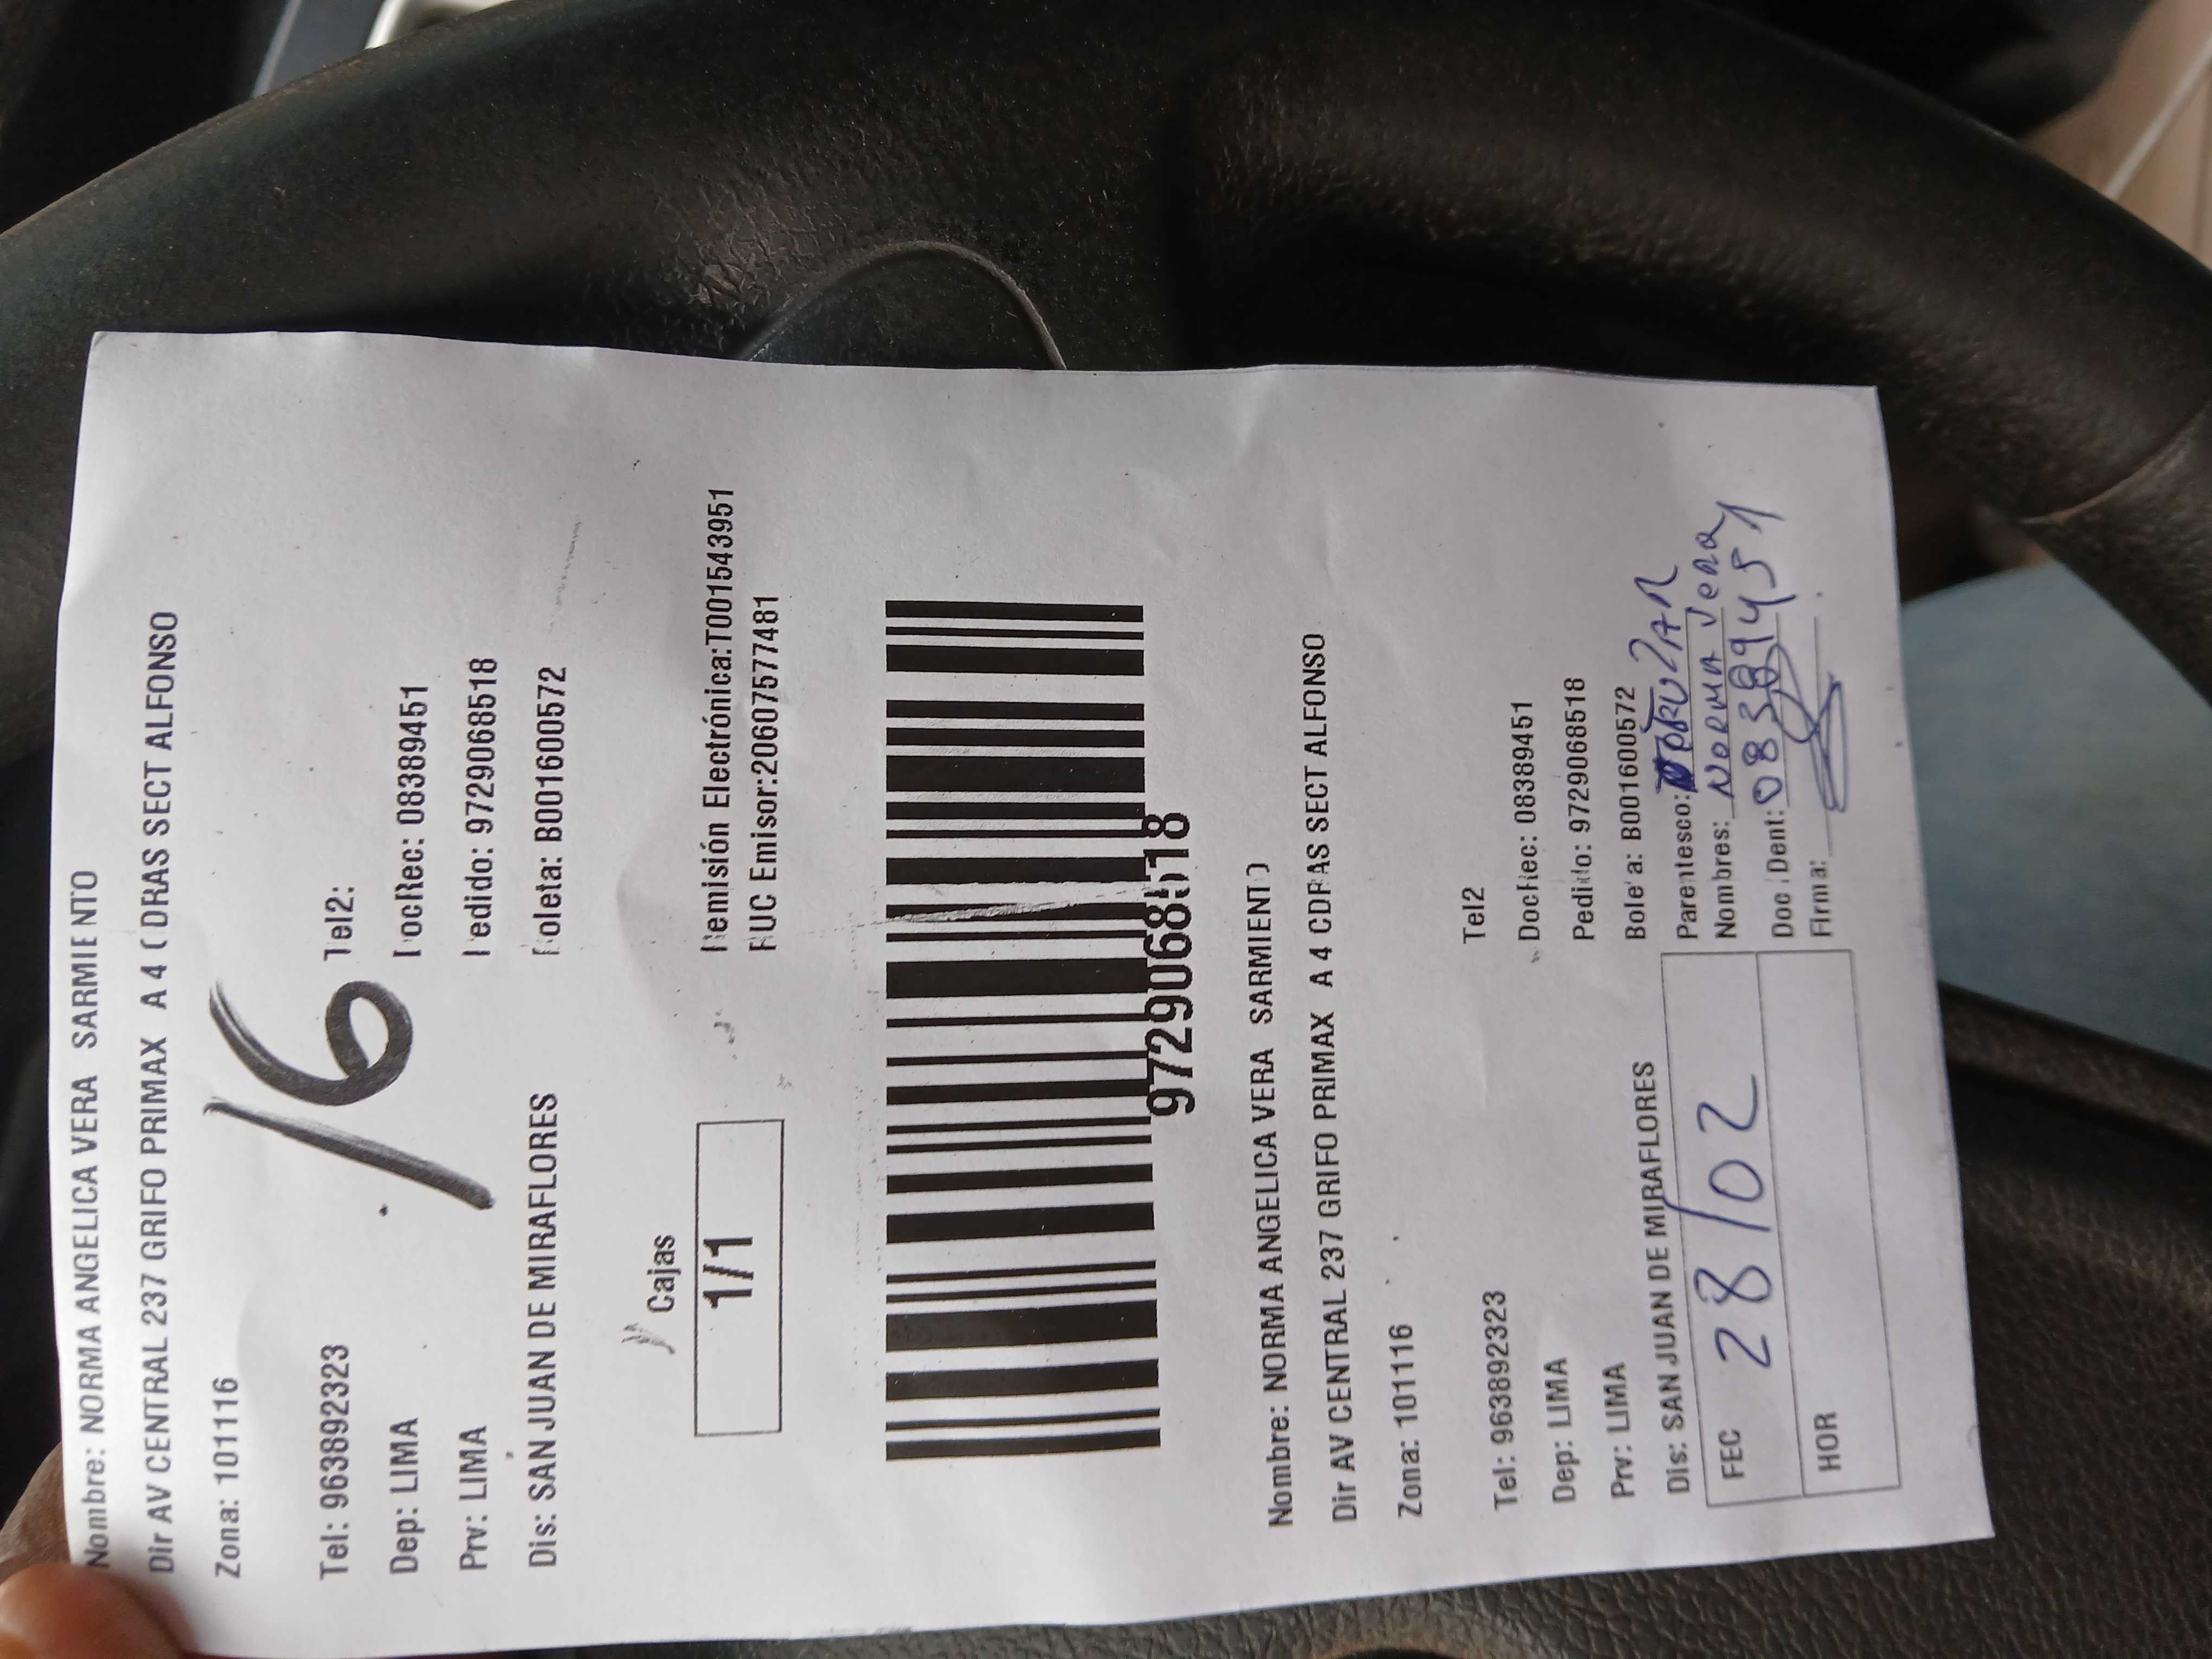 Nombre: NORMA ANGELICA VERA SARMIENTO
Dir AV CENTRAL 237 GRIFO PRIMAX A 4 CDRAS SECT ALFONSO
Zona: 101116
16
Tel: 963892323 Tel2:
Dep: LIMA DocRec: 08389451
Prv: LIMA Pedido: 9729068518
Dis: SAN JUAN DE MIRAFLORES Boleta: B001600572
Cajas
1/1
Remisión Electrónica:T001543951
RUC Emisor:20607577481
9729068518
Nombre: NORMA ANGELICA VERA SARMIENTO
Dir AV CENTRAL 237 GRIFO PRIMAX A 4 CDRAS SECT ALFONSO
Zona: 101116
Tel: 963892323 Tel2
Dep: LIMA DocRec: 08389451
Prv: LIMA Pedido: 9729068518
Dis: SAN JUAN DE MIRAFLORES Boleta: B001600572
FEC 28/02
HOR
Parentesco:
Nombres: NORMA Vera
Doc.Dent: 08389451
Firma: